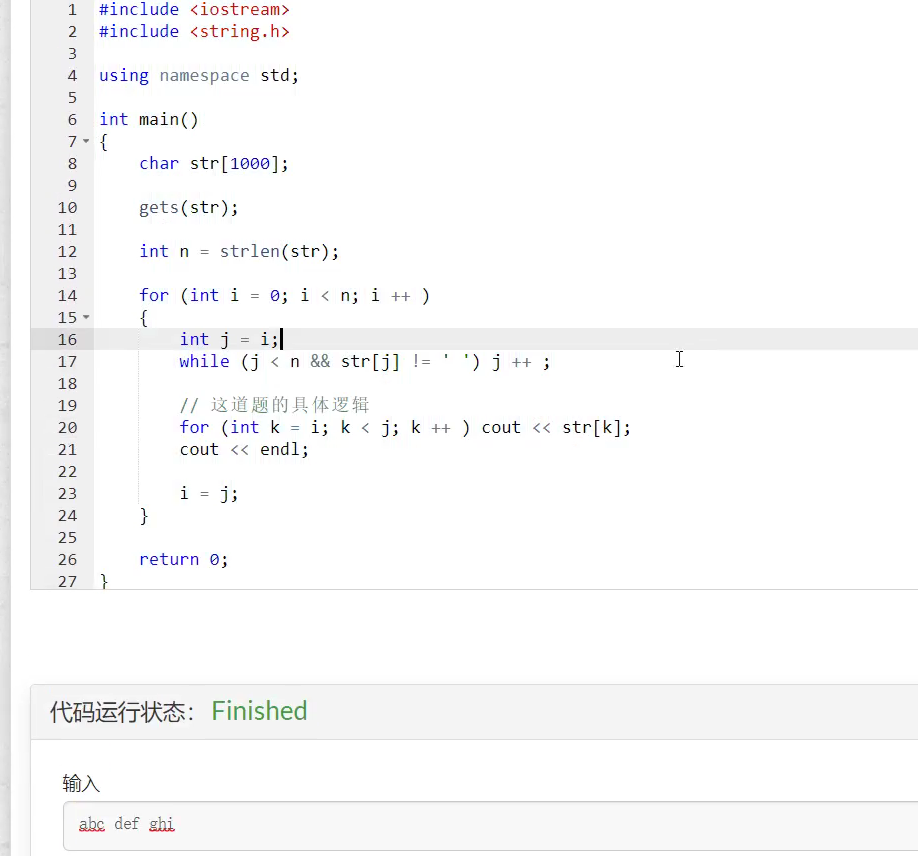 1 #include <iostream>
2 #include <string.h>
3
4 using namespace std;
5
6 int main()
7 {
8     char str[1000];
9
10     gets(str);
11
12     int n = strlen(str);
13
14     for (int i = 0; i < n; i ++ )
15     {
16         int j = i;
17         while (j < n && str[j] != ' ') j ++ ;
18
19         // 这道题的具体逻辑
20         for (int k = i; k < j; k ++ ) cout << str[k];
21         cout << endl;
22
23         i = j;
24     }
25
26     return 0;
27 }
代码运行状态： Finished
输入
abc def ghi